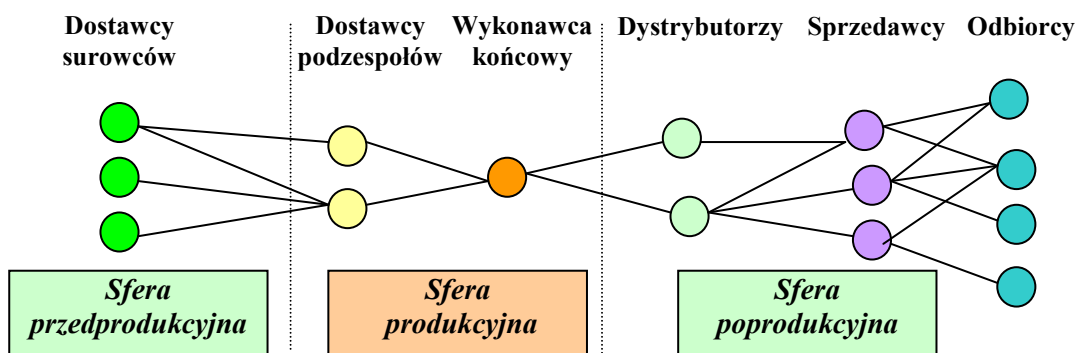 Dostawcy
surowców
Dostawcy
podzespołów
Wykonawca
końcowy
Dystrybutorzy
Sprzedawcy
Odbiorcy
Sfera
przedprodukcyjna
Sfera
produkcyjna
Sfera
poprodukcyjna